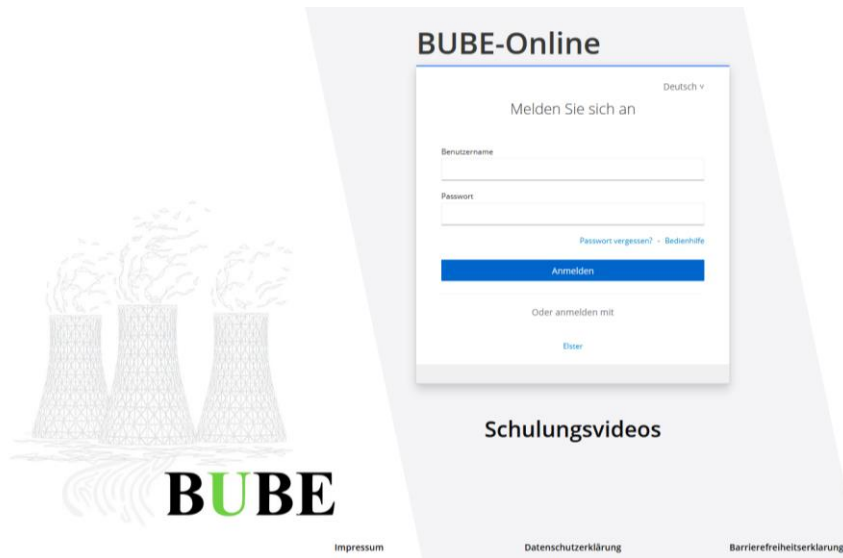 BUBE-Online
Deutsch ˅
Melden Sie sich an
Benutzername
Passwort
Passwort vergessen? - Bedienhilfe
Anmelden
Oder anmelden mit
Elster
Schulungsvideos
BUBE
Impressum Datenschutzerklärung Barrierefreiheitserklarung